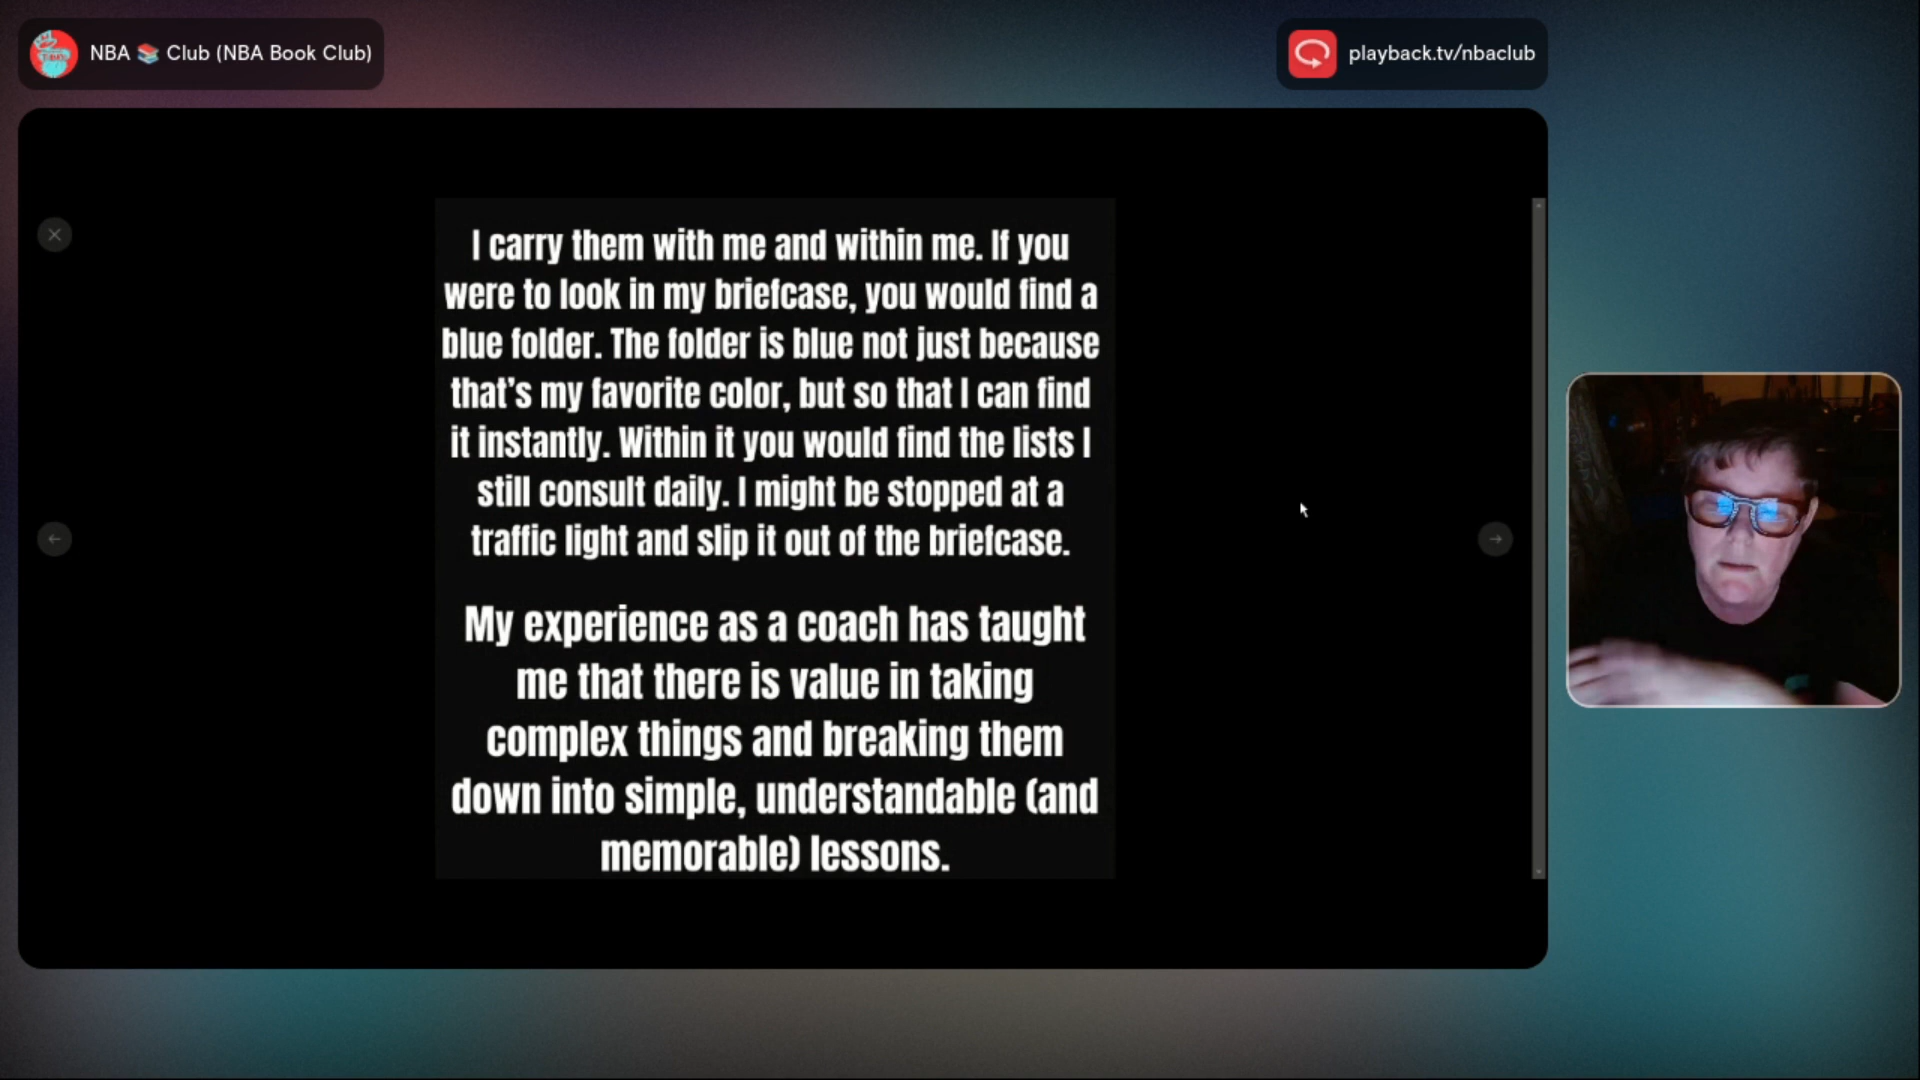 NBA 📚 Club (NBA Book Club)
playback.tv/nbaclub
I carry them with me and within me. If you
were to look in my briefcase, you would find a
blue folder. The folder is blue not just because
that's my favorite color, but so that I can find
it instantly. Within it you would find the lists I
still consult daily. I might be stopped at a
traffic light and slip it out of the briefcase.
My experience as a coach has taught
me that there is value in taking
complex things and breaking them
down into simple, understandable (and
memorable) lessons.